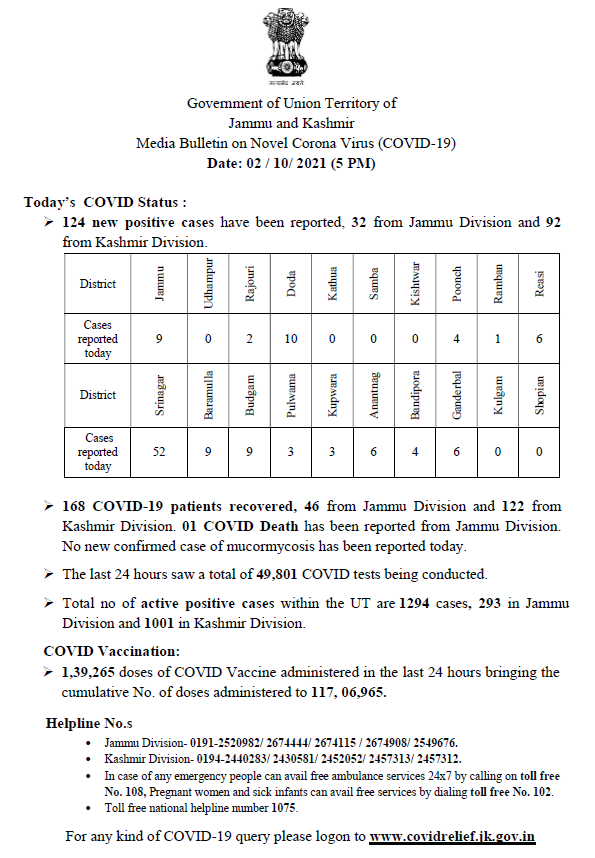 सत्यमेव जयते
Government of Union Territory of
Jammu and Kashmir
Media Bulletin on Novel Corona Virus (COVID-19)
Date: 02 / 10/ 2021 (5 PM)
Today’s COVID Status :
➢ 124 new positive cases have been reported, 32 from Jammu Division and 92
from Kashmir Division.
District Jammu Udhampur Rajouri Doda Kathua Samba Kishtwar Poonch Ramban Reasi
Cases
reported
today
9 0 2 10 0 0 0 4 1 6
District Srinagar Baramulla Budgam Pulwama Kupwara Anantnag Bandipora Ganderbal Kulgam Shopian
Cases
reported
today
52 9 9 3 3 6 4 6 0 0
➢ 168 COVID-19 patients recovered, 46 from Jammu Division and 122 from
Kashmir Division. 01 COVID Death has been reported from Jammu Division.
No new confirmed case of mucormycosis has been reported today.
➢ The last 24 hours saw a total of 49,801 COVID tests being conducted.
➢ Total no of active positive cases within the UT are 1294 cases, 293 in Jammu
Division and 1001 in Kashmir Division.
COVID Vaccination:
➢ 1,39,265 doses of COVID Vaccine administered in the last 24 hours bringing the
cumulative No. of doses administered to 117, 06,965.
Helpline No.s
• Jammu Division- 0191-2520982/ 2674444/ 2674115 / 2674908/ 2549676.
• Kashmir Division- 0194-2440283/ 2430581/ 2452052/ 2457313/ 2457312.
• In case of any emergency people can avail free ambulance services 24x7 by calling on toll free
No. 108, Pregnant women and sick infants can avail free services by dialing toll free No. 102.
• Toll free national helpline number 1075.
For any kind of COVID-19 query please logon to www.covidrelief.jk.gov.in